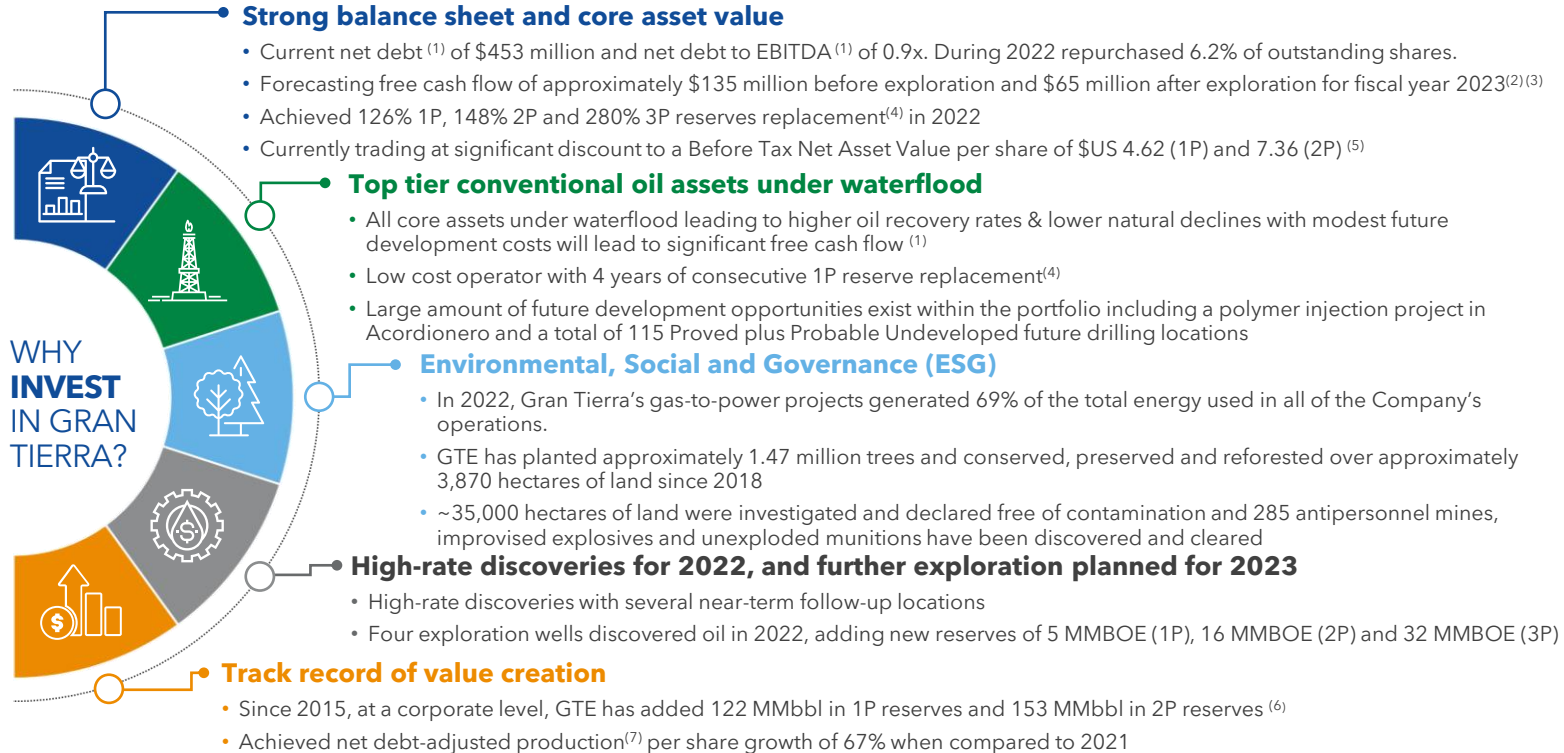 WHY
INVEST
IN GRAN
TIERRA?
Strong balance sheet and core asset value
• Current net debt (1) of $453 million and net debt to EBITDA (1) of 0.9x. During 2022 repurchased 6.2% of outstanding shares.
• Forecasting free cash flow of approximately $135 million before exploration and $65 million after exploration for fiscal year 2023(2) (3)
• Achieved 126% 1P, 148% 2P and 280% 3P reserves replacement(4) in 2022
• Currently trading at significant discount to a Before Tax Net Asset Value per share of $US 4.62 (1P) and 7.36 (2P) (5)
Top tier conventional oil assets under waterflood
• All core assets under waterflood leading to higher oil recovery rates & lower natural declines with modest future
development costs will lead to significant free cash flow (1)
• Low cost operator with 4 years of consecutive 1P reserve replacement(4)
• Large amount of future development opportunities exist within the portfolio including a polymer injection project in
Acordionero and a total of 115 Proved plus Probable Undeveloped future drilling locations
Environmental, Social and Governance (ESG)
• In 2022, Gran Tierra's gas-to-power projects generated 69% of the total energy used in all of the Company's
operations.
• GTE has planted approximately 1.47 million trees and conserved, preserved and reforested over approximately
3,870 hectares of land since 2018
• ~35,000 hectares of land were investigated and declared free of contamination and 285 antipersonnel mines,
improvised explosives and unexploded munitions have been discovered and cleared
High-rate discoveries for 2022, and further exploration planned for 2023
• High-rate discoveries with several near-term follow-up locations
• Four exploration wells discovered oil in 2022, adding new reserves of 5 MMBOE (1P), 16 MMBOE (2P) and 32 MMBOE (3P)
Track record of value creation
• Since 2015, at a corporate level, GTE has added 122 MMbbl in 1P reserves and 153 MMbbl in 2P reserves (6)
• Achieved net debt-adjusted production(7) per share growth of 67% when compared to 2021